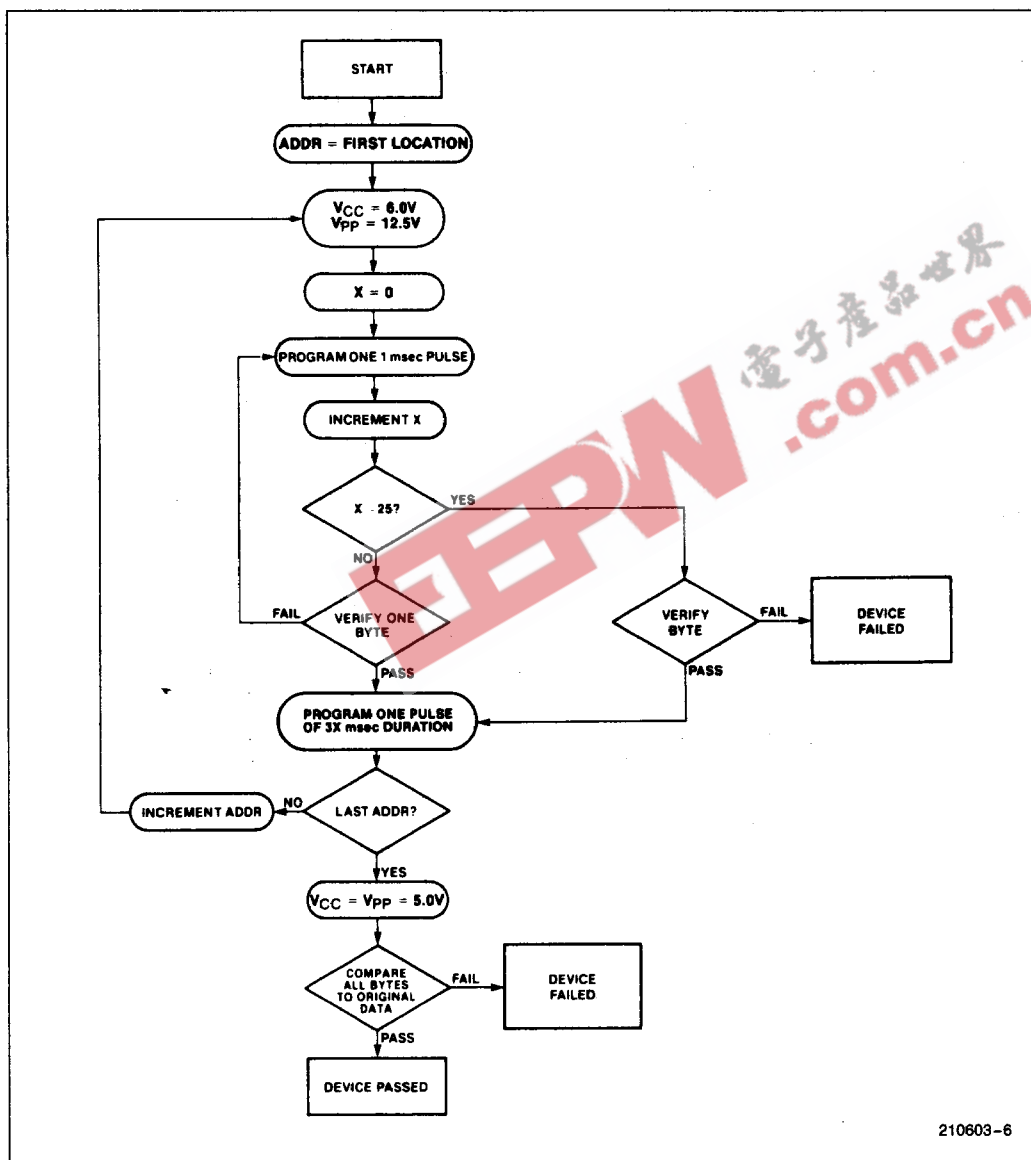 START
ADDR = FIRST LOCATION
VCC = 6.0V
VPP = 12.5V
X = 0
PROGRAM ONE 1 msec PULSE
INCREMENT X
X 25?
YES
NO
VERIFY ONE
BYTE
FAIL
PASS
VERIFY
BYTE
FAIL
PASS
DEVICE
FAILED
PROGRAM ONE PULSE
OF 3X msec DURATION
LAST ADDR?
NO
INCREMENT ADDR
YES
VCC = VPP = 5.0V
COMPARE
ALL BYTES
TO ORIGINAL
DATA
FAIL
DEVICE
FAILED
PASS
DEVICE PASSED
210603-6
電子產品世界
EEPW
.com.cn